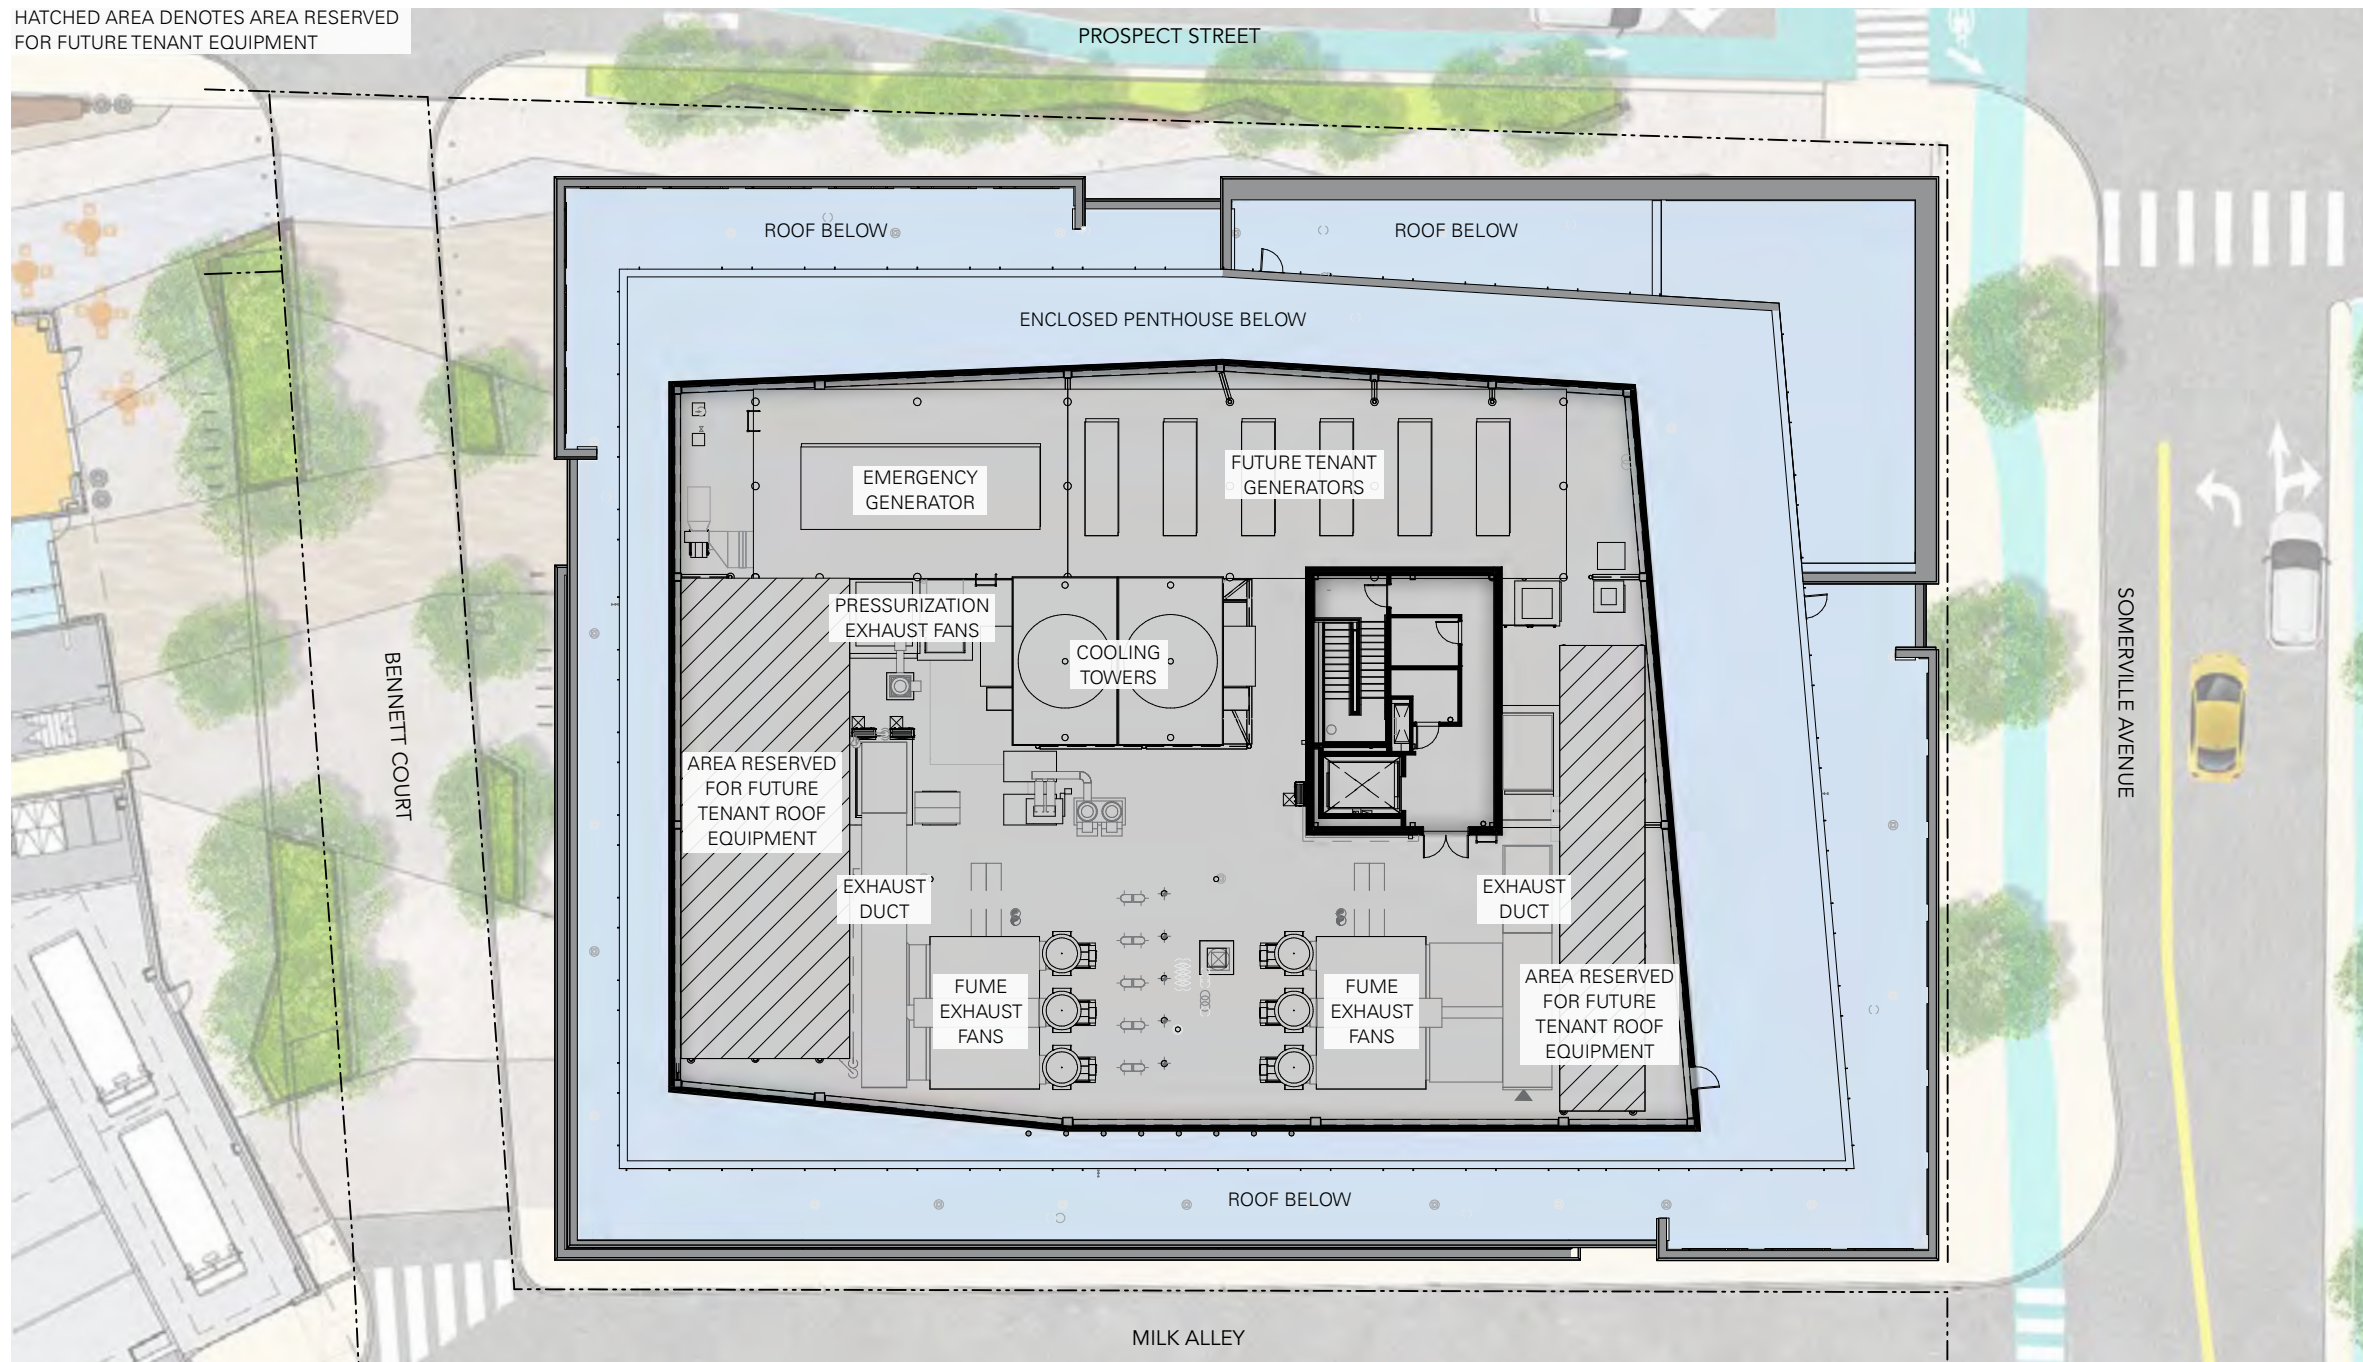 HATCHED AREA DENOTES AREA RESERVED
FOR FUTURE TENANT EQUIPMENT
PROSPECT STREET
ROOF BELOW
ROOF BELOW
ENCLOSED PENTHOUSE BELOW
EMERGENCY
GENERATOR
FUTURE TENANT
GENERATORS
PRESSURIZATION
EXHAUST FANS
COOLING
TOWERS
BENNETT COURT
SOMERVILLE AVENUE
AREA RESERVED
FOR FUTURE
TENANT ROOF
EQUIPMENT
EXHAUST
DUCT
EXHAUST
DUCT
FUME
EXHAUST
FANS
FUME
EXHAUST
FANS
AREA RESERVED
FOR FUTURE
TENANT ROOF
EQUIPMENT
ROOF BELOW
MILK ALLEY